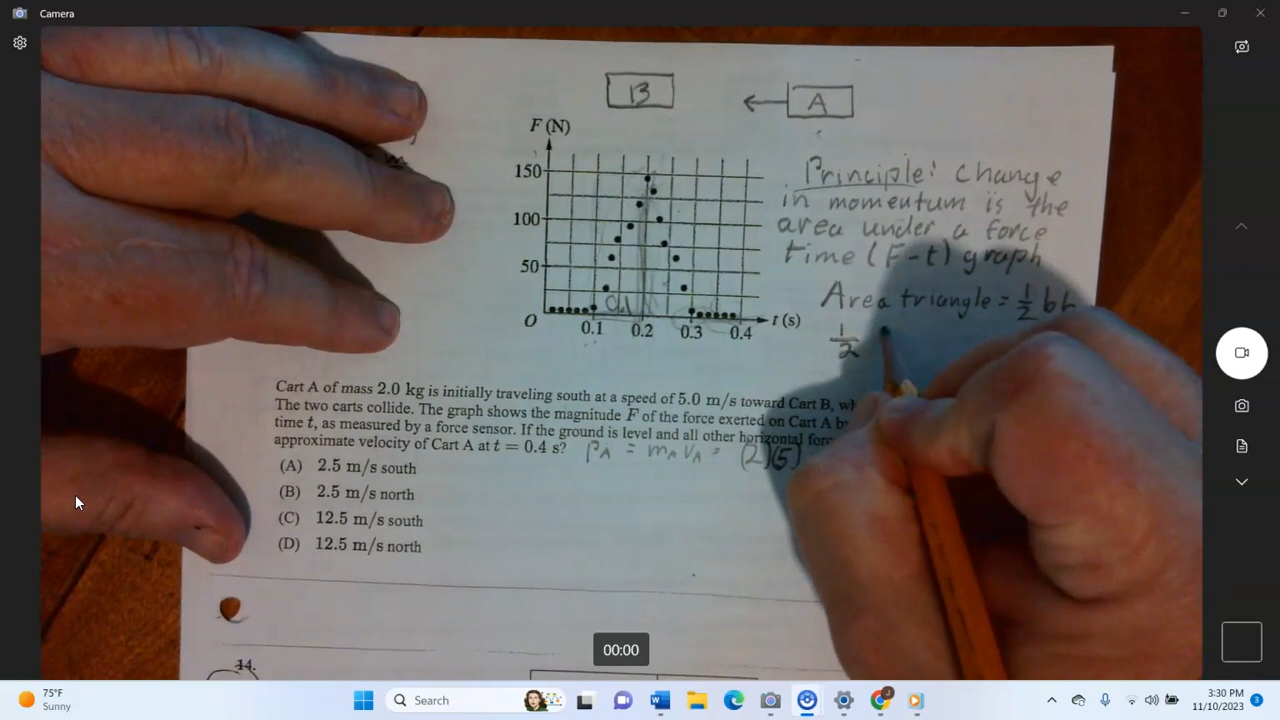 Camera
B
A
F (N)
Principle: change
in momentum is the
area under a force
time (F-t) graph
150
100
50
O
0.1 0.2 0.3 0.4
t (s)
Area triangle = 1/2 bh
1/2
Cart A of mass 2.0 kg is initially traveling south at a speed of 5.0 m/s toward Cart B,
The two carts collide. The graph shows the magnitude F of the force exerted on Cart A
time t, as measured by a force sensor. If the ground is level and all other horizontal
approximate velocity of Cart A at t = 0.4 s? PA = mAVA = (2)(5)
(A) 2.5 m/s south
(B) 2.5 m/s north
(C) 12.5 m/s south
(D) 12.5 m/s north
00:00
14.
75°F
Sunny
Search
3:30 PM
11/10/2023
3